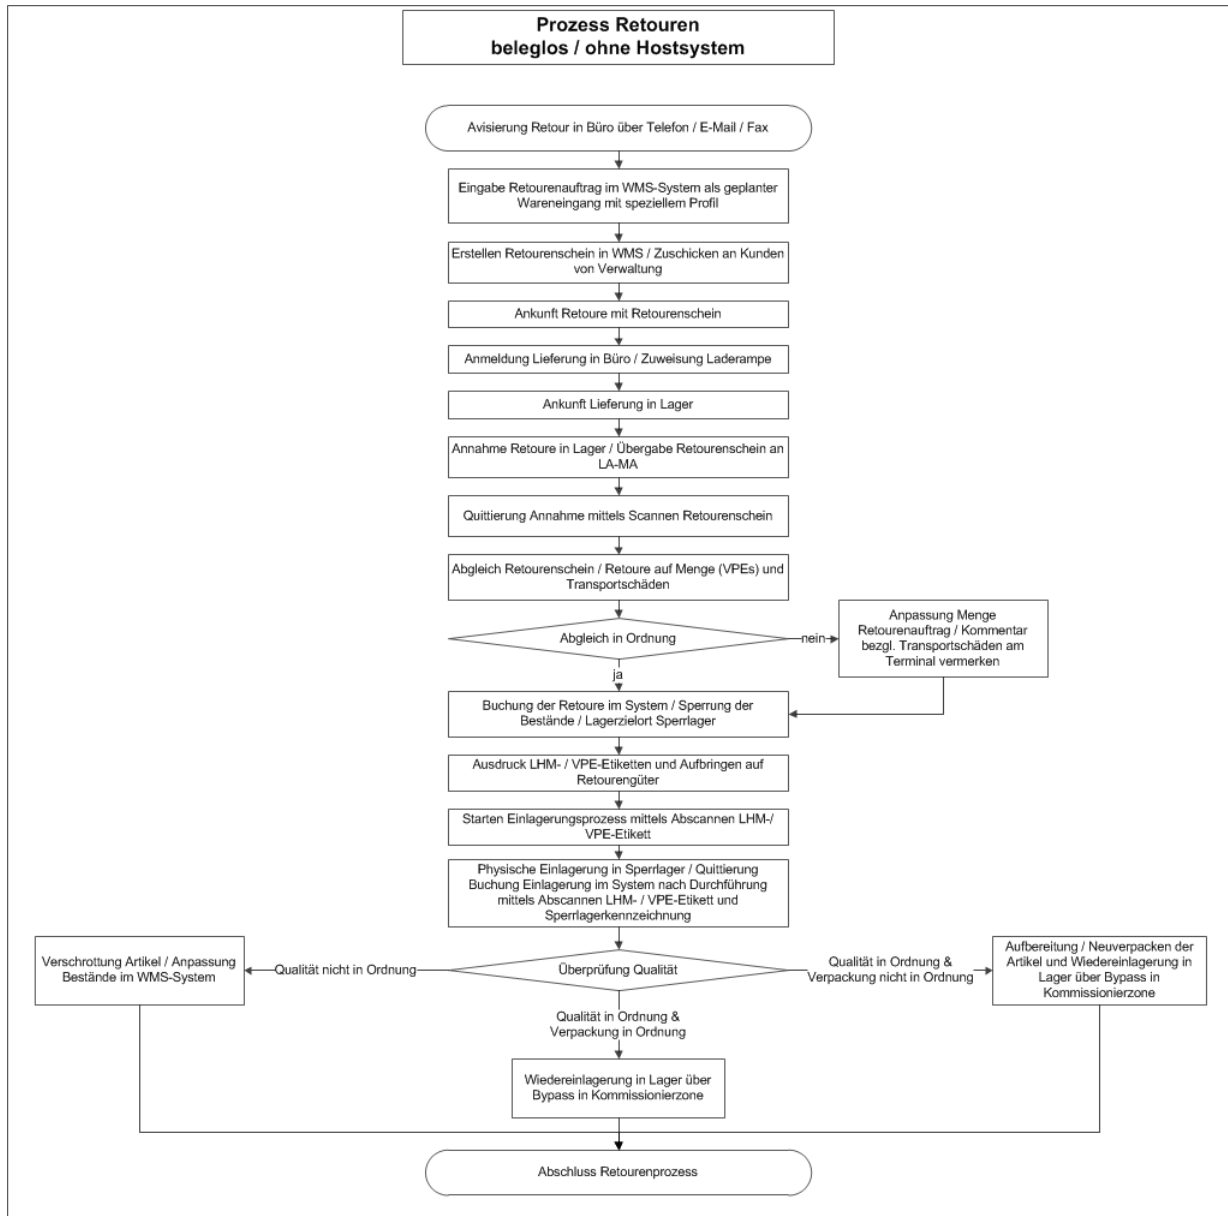 Prozess Retouren
beleglos / ohne Hostsystem
Avisierung Retour in Büro über Telefon / E-Mail / Fax
Eingabe Retourenauftrag im WMS-System als geplanter
Wareneingang mit speziellem Profil
Erstellen Retourenschein in WMS / Zuschicken an Kunden
von Verwaltung
Ankunft Retoure mit Retourenschein
Anmeldung Lieferung in Büro / Zuweisung Laderampe
Ankunft Lieferung in Lager
Annahme Retoure in Lager / Übergabe Retourenschein an
LA-MA
Quittierung Annahme mittels Scannen Retourenschein
Abgleich Retourenschein / Retoure auf Menge (VPEs) und
Transportschäden
Abgleich in Ordnung
nein
Anpassung Menge
Retourenauftrag / Kommentar
bezgl. Transportschäden am
Terminal vermerken
ja
Buchung der Retoure im System / Sperrung der
Bestände / Lagerzielort Sperrlager
Ausdruck LHM- / VPE-Etiketten und Aufbringen auf
Retourengüter
Starten Einlagerungsprozess mittels Abscannen LHM-/
VPE-Etikett
Physische Einlagerung in Sperrlager / Quittierung
Buchung Einlagerung im System nach Durchführung
mittels Abscannen LHM- / VPE-Etikett und
Sperrlagerkennzeichnung
Überprüfung Qualität
Qualität nicht in Ordnung
Verschrottung Artikel / Anpassung
Bestände im WMS-System
Qualität in Ordnung &
Verpackung nicht in Ordnung
Aufbereitung / Neuverpacken der
Artikel und Wiedereinlagerung in
Lager über Bypass in
Kommissionierzone
Qualität in Ordnung &
Verpackung in Ordnung
Wiedereinlagerung in Lager über
Bypass in Kommissionierzone
Abschluss Retourenprozess